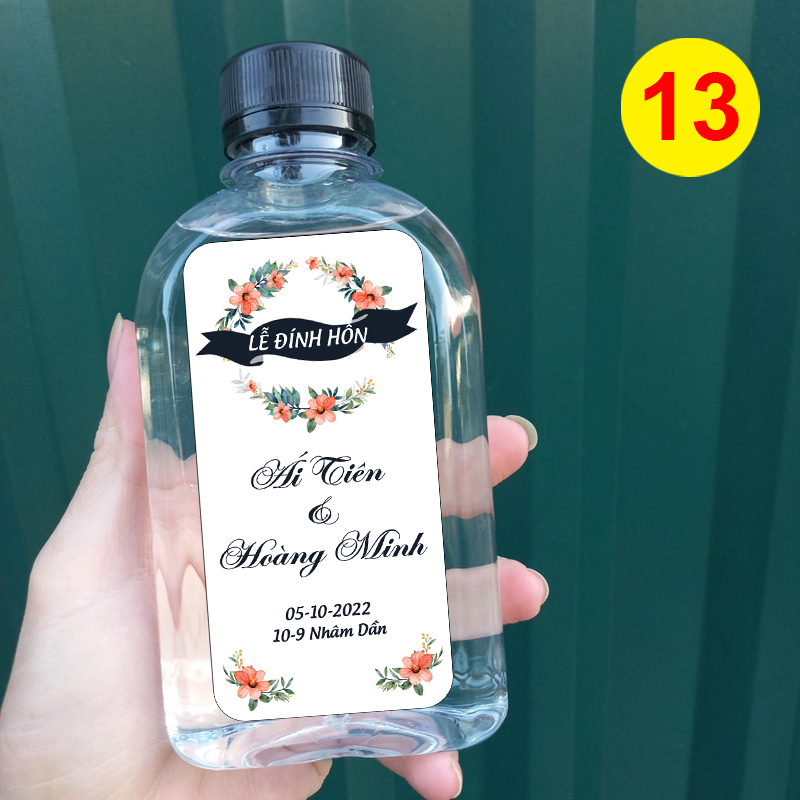 13
LỄ ĐÍNH HÔN
Ái Tiên
&
Hoàng Minh
05-10-2022
10-9 Nhâm Dần